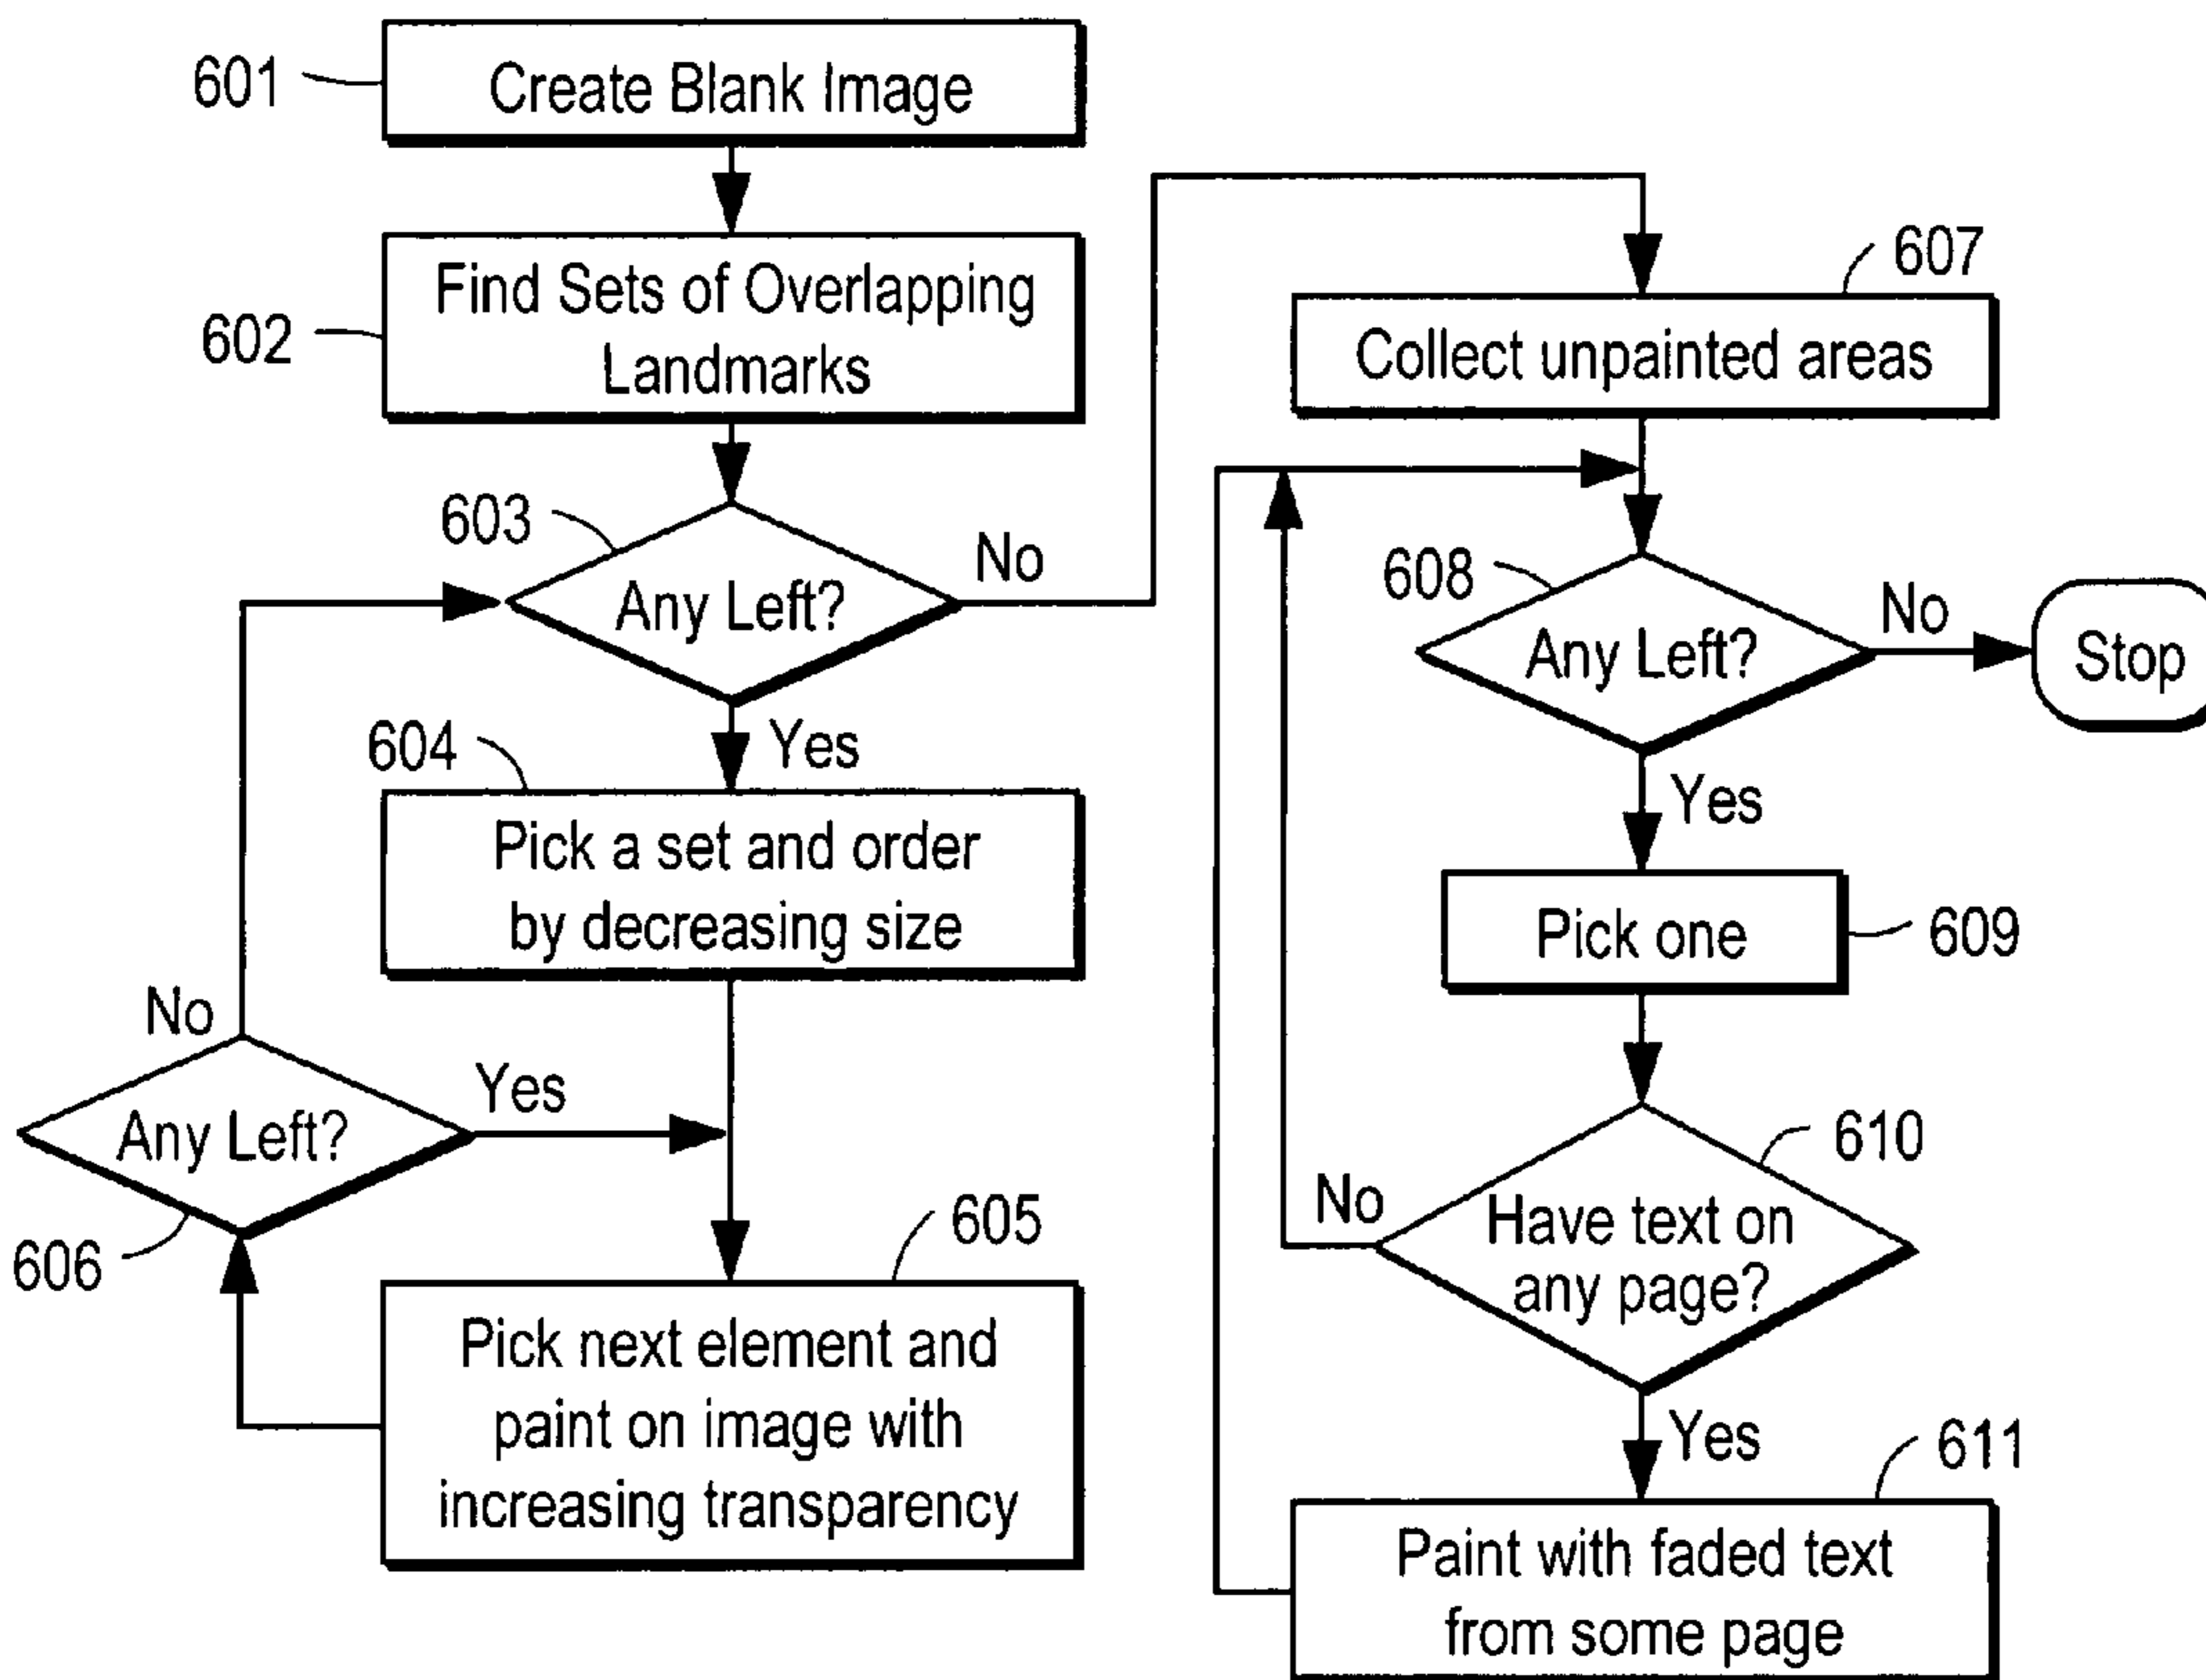 601
Create Blank Image
602
Find Sets of Overlapping
Landmarks
603
Any Left?
No
Yes
604
Pick a set and order
by decreasing size
No
Any Left?
Yes
606
605
Pick next element and
paint on image with
increasing transparency
607
Collect unpainted areas
608
Any Left?
No
Stop
Yes
Pick one
609
610
No
Have text on
any page?
Yes
611
Paint with faded text
from some page